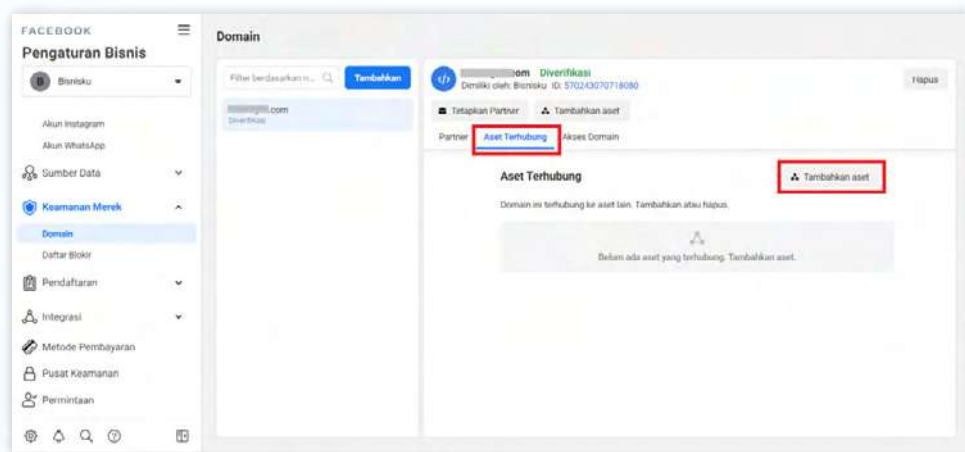 FACEBOOK
Pengaturan Bisnis
B Bisnisku
Akun Instagram
Akun WhatsApp
Sumber Data
Keamanan Merek
Domain
Daftar Blokir
Pendaftaran
Integrasi
Metode Pembayaran
Pusat Keamanan
Permintaan
Domain
Filter berdasarkan n...
Tambahkan
.com
Diverifikasi
om Diverifikasi
Dimiliki oleh: Bisnisku ID: 570243070718080
Hapus
Tetapkan Partner
Tambahkan aset
Partner
Aset Terhubung
Akses Domain
Aset Terhubung
Tambahkan aset
Domain ini terhubung ke aset lain. Tambahkan atau hapus.
Belum ada aset yang terhubung. Tambahkan aset.